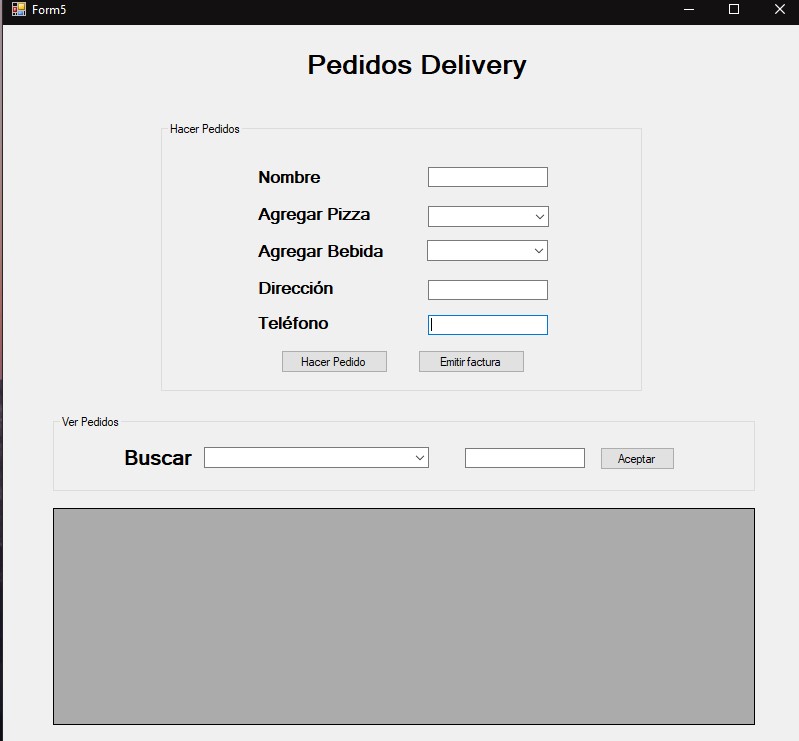 Form5
Pedidos Delivery
Hacer Pedidos
Nombre
Agregar Pizza
Agregar Bebida
Dirección
Teléfono
Hacer Pedido Emitir factura
Ver Pedidos
Buscar Aceptar